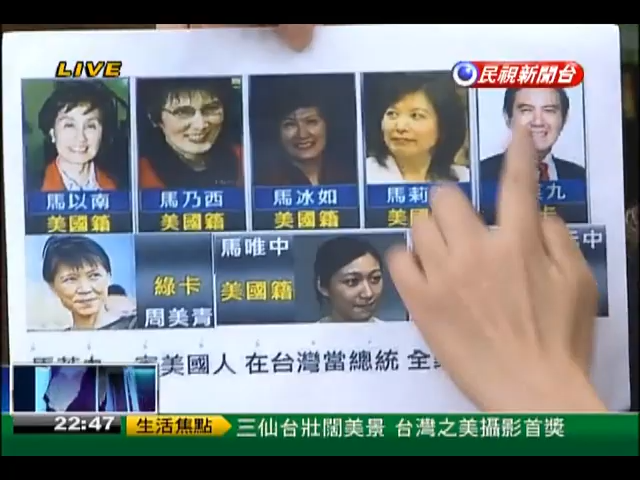 LIVE
民視新聞台
馬以南
馬乃西
馬冰如
馬莉
九
美國籍
美國籍
美國籍
美
卡
馬唯中
中
綠卡
美國籍
周美青
美國人 在台灣當總統 全
22:47
生活焦點
三仙台壯闊美景 台灣之美攝影首獎